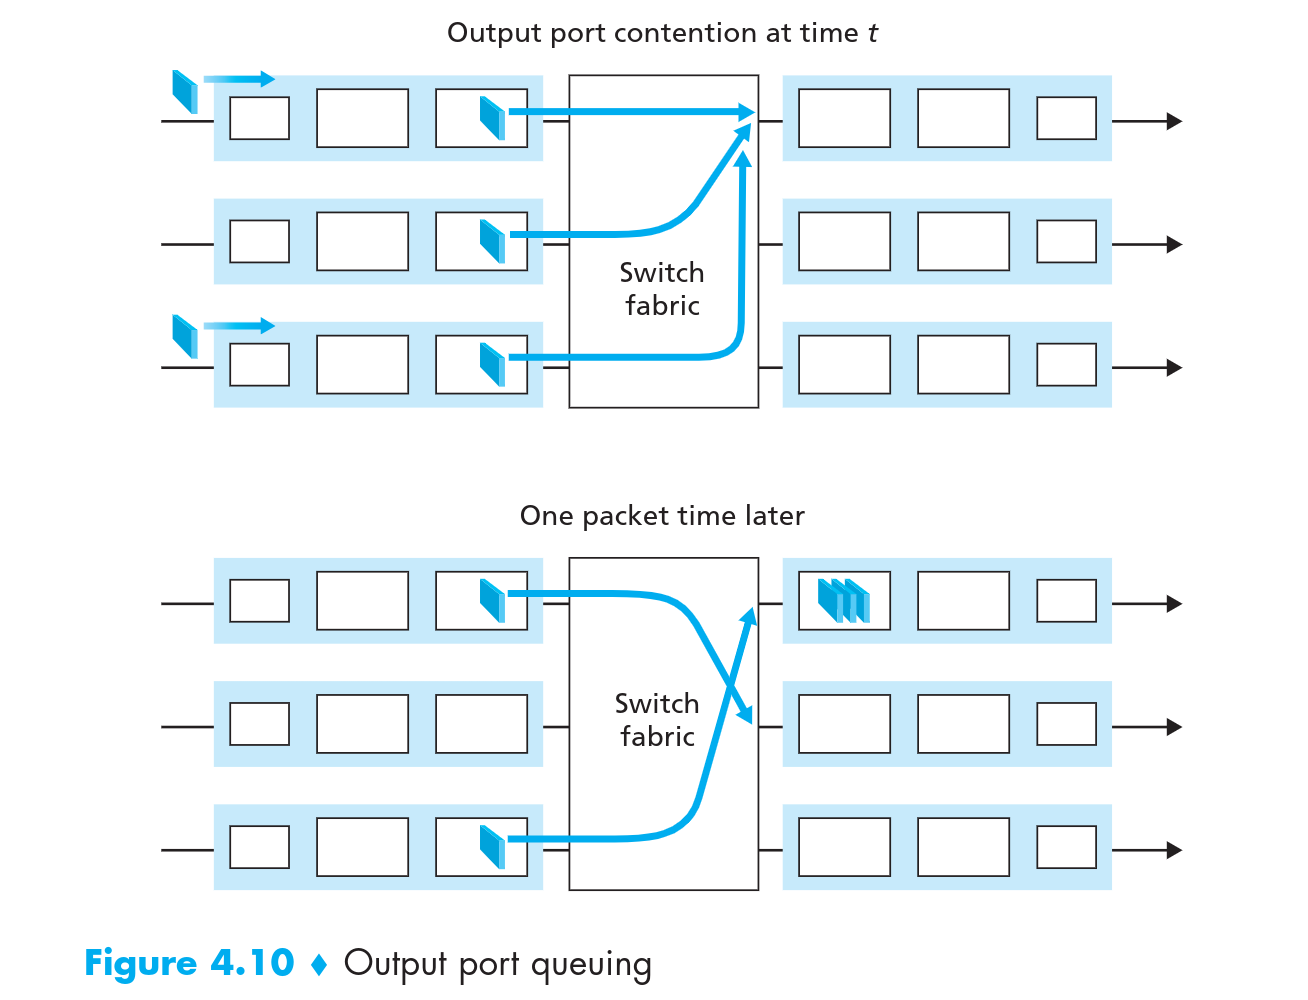 Output port contention at time t
Switch
fabric
One packet time later
Switch
fabric
Figure 4.10 ♦ Output port queuing